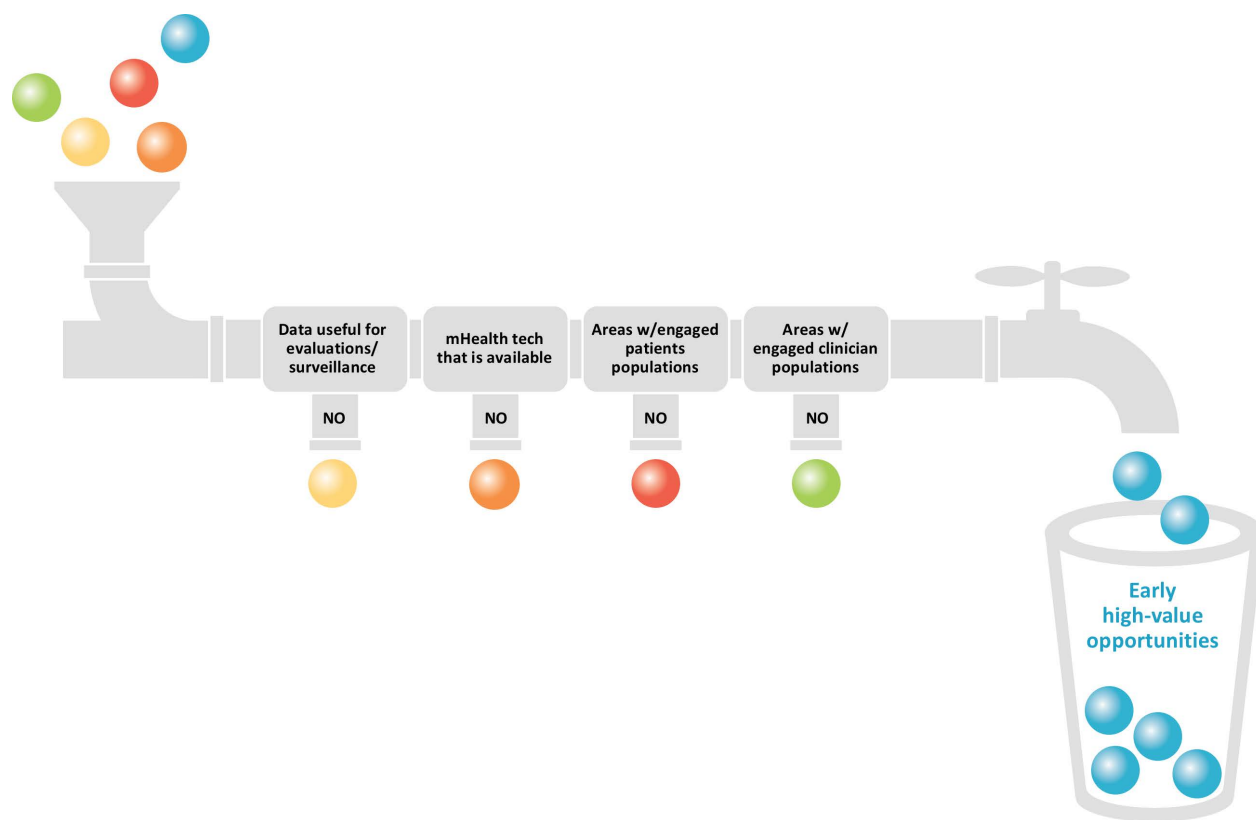 Data useful for
evaluations/
surveillance
mHealth tech
that is available
Areas w/engaged
patients
populations
Areas w/
engaged clinician
populations
NO
NO
NO
NO
Early
high-value
opportunities